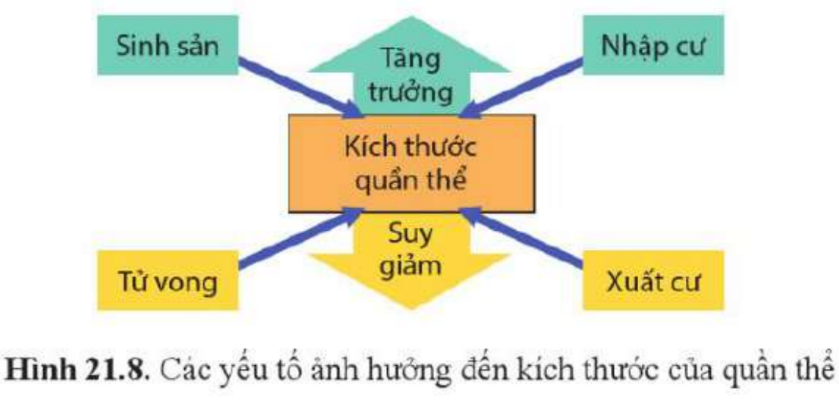 Sinh sản
Tăng
trưởng
Nhập cư
Kích thước
quần thể
Tử vong
Suy
giảm
Xuất cư
Hình 21.8. Các yếu tố ảnh hưởng đến kích thước của quần thể